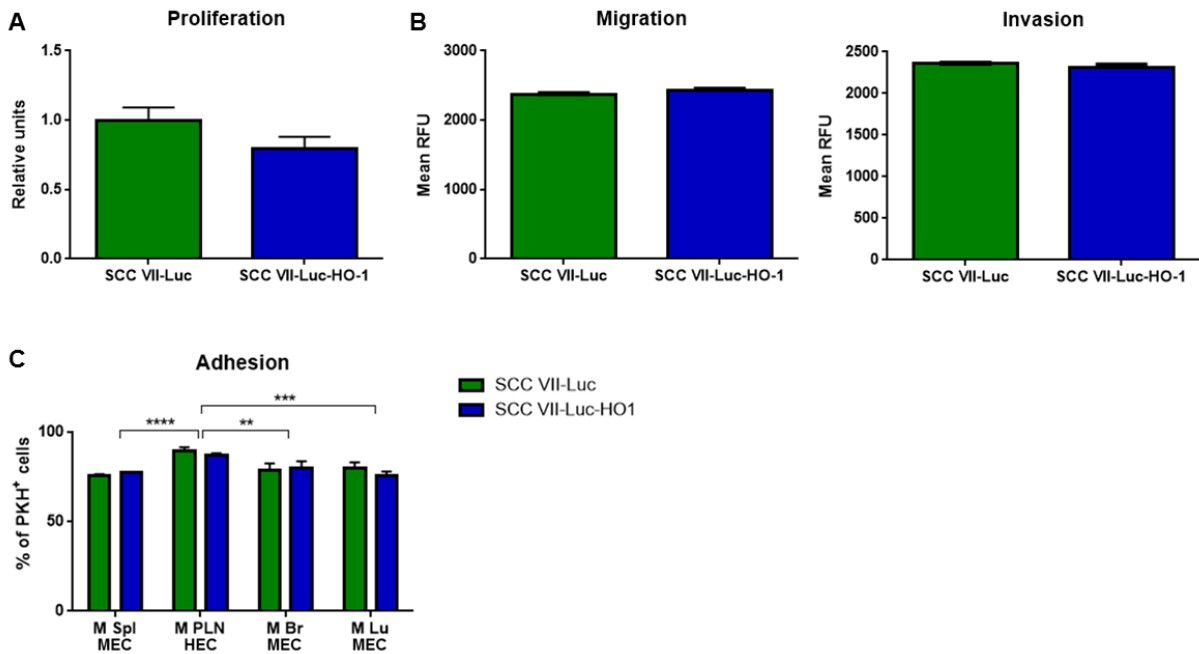 A
Proliferation
Relative units
1.5
1.0
0.5
0.0
SCC VII-Luc
SCC VII-Luc-HO-1
B
Migration
Mean RFU
3000
2000
1000
0
SCC VII-Luc
SCC VII-Luc-HO-1
Invasion
Mean RFU
2500
2000
1500
1000
500
0
SCC VII-Luc
SCC VII-Luc-HO-1
C
Adhesion
% of PKH+ cells
100
50
0
****
**
***
M Spl
MEC
M PLN
HEC
M Br
MEC
M Lu
MEC
SCC VII-Luc
SCC VII-Luc-HO1